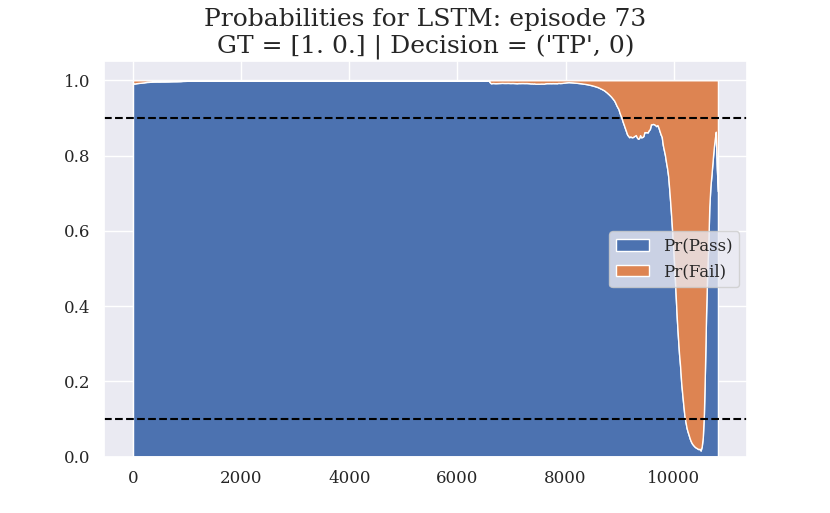 Probabilities for LSTM: episode 73
GT = [1. 0.] | Decision = ('TP', 0)
1.0
0.8
0.6
0.4
0.2
0.0
Pr(Pass)
Pr(Fail)
0 2000 4000 6000 8000 10000